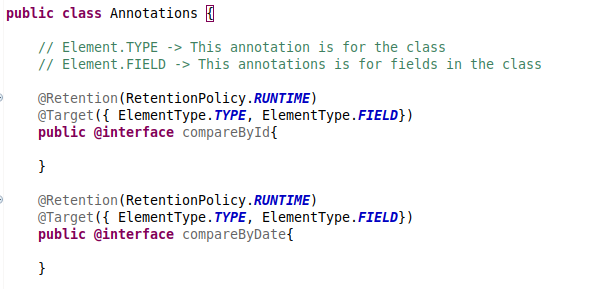 public class Annotations {
// Element.TYPE -> This annotation is for the class
// Element.FIELD -> This annotations is for fields in the class
@Retention(RetentionPolicy.RUNTIME)
@Target({ ElementType.TYPE, ElementType.FIELD})
public @interface compareById{
}
@Retention(RetentionPolicy.RUNTIME)
@Target({ ElementType.TYPE, ElementType.FIELD})
public @interface compareByDate{
}